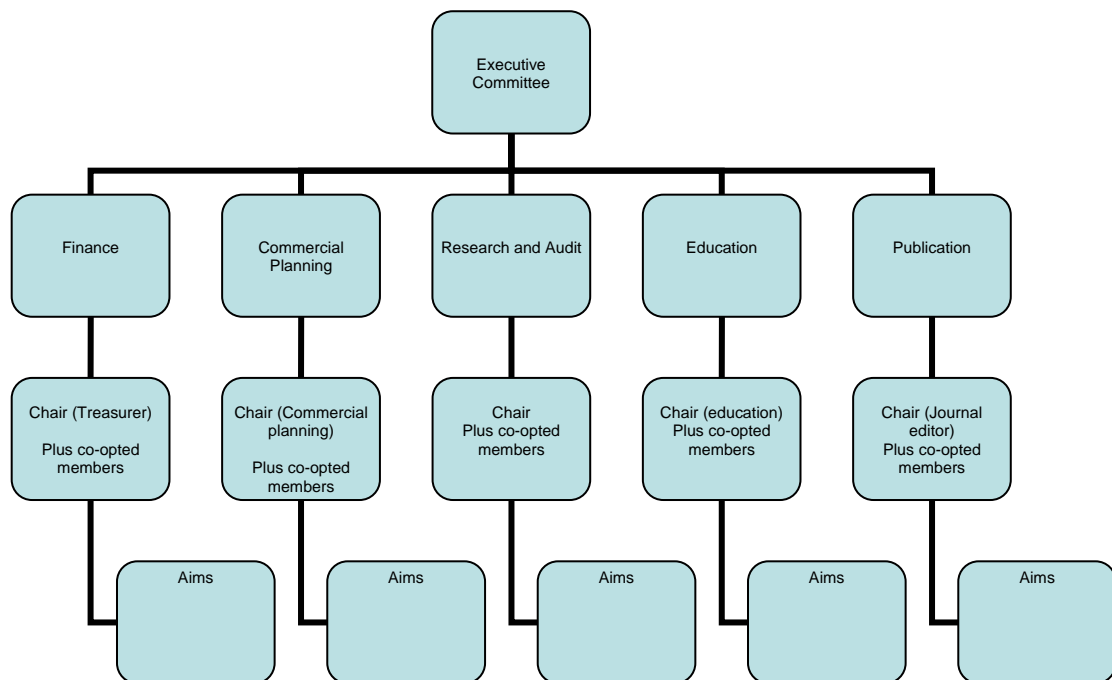 Executive
Committee
Finance
Commercial
Planning
Research and Audit
Education
Publication
Chair (Treasurer)
Plus co-opted
members
Chair (Commercial
planning)
Plus co-opted
members
Chair
Plus co-opted
members
Chair (education)
Plus co-opted
members
Chair (Journal
editor)
Plus co-opted
members
Aims
Aims
Aims
Aims
Aims